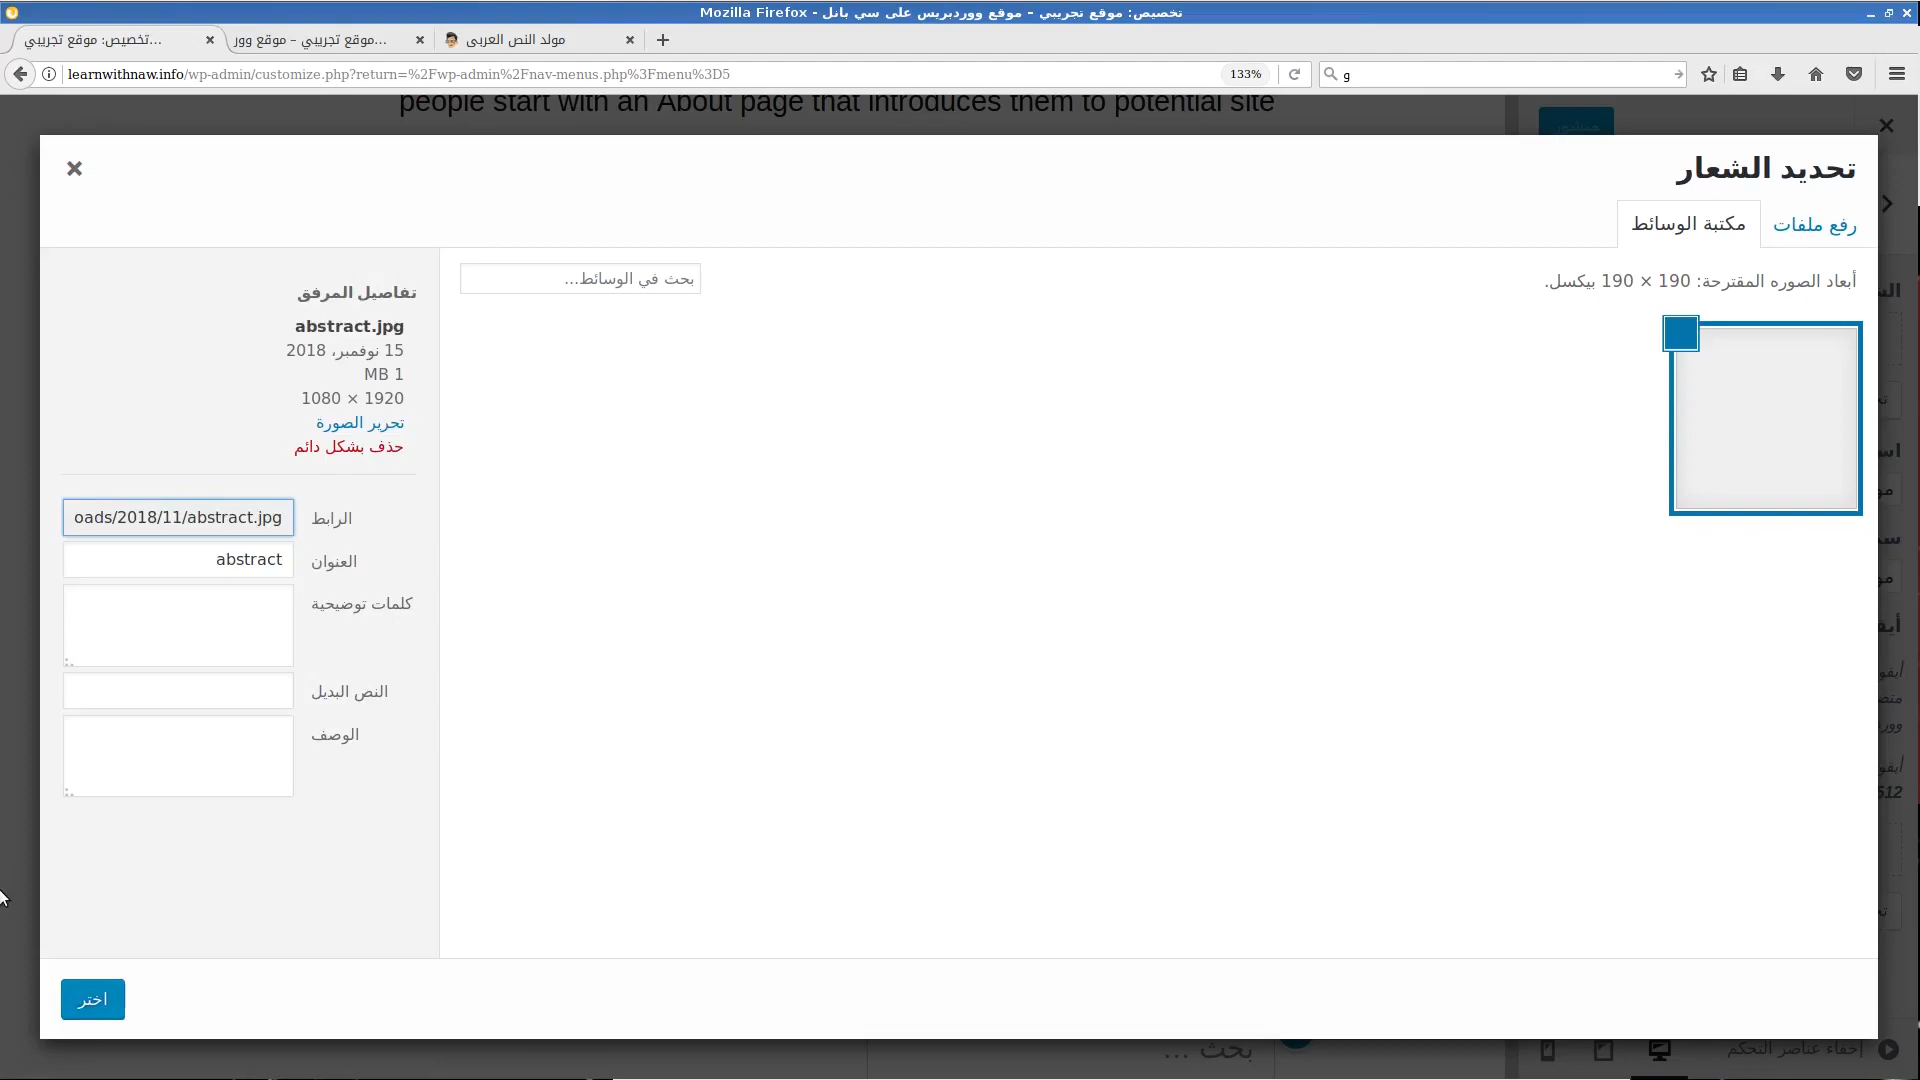 تخصيص: موقع تجريبي – موقع ووردبريس على سي بانل - Mozilla Firefox
تخصيص: موقع تجريبي...
موقع تجريبي – موقع وور...
مولد النص العربى
learnwithnaw.info/wp-admin/customize.php?return=%2Fwp-admin%2Fnav-menus.php%3Fmenu%3D5
133%
و
people start with an About page that introduces them to potential site
تحديد الشعار
رفع ملفات
مكتبة الوسائط
أبعاد الصوره المقترحة: 190 × 190 بيكسل.
بحث في الوسائط...
تفاصيل المرفق
abstract.jpg
15 نوفمبر، 2018
1 MB
1920 × 1080
تحرير الصورة
حذف بشكل دائم
الرابط
oads/2018/11/abstract.jpg
العنوان
abstract
كلمات توضيحية
النص البديل
الوصف
512
اختر
بحث ...
إخفاء عناصر التحكم